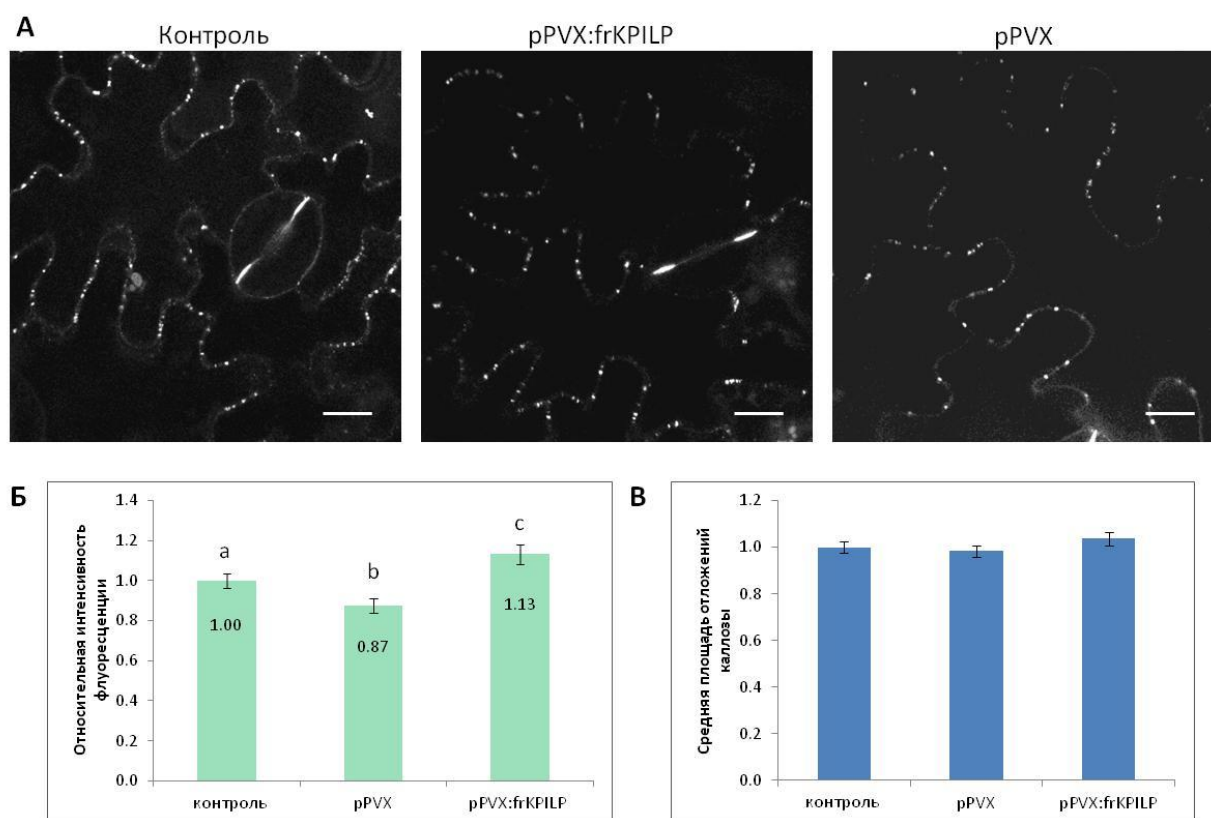 А
Контроль
pPVX:frKPILP
pPVX
Б
Относительная интенсивность
флуоресценции
1.4
1.2
1.0
0.8
0.6
0.4
0.2
0.0
a
b
c
1.00
0.87
1.13
контроль
pPVX
pPVX:frKPILP
В
Средняя площадь отложений
каллозы
1.2
1.0
0.8
0.6
0.4
0.2
0.0
контроль
pPVX
pPVX:frKPILP